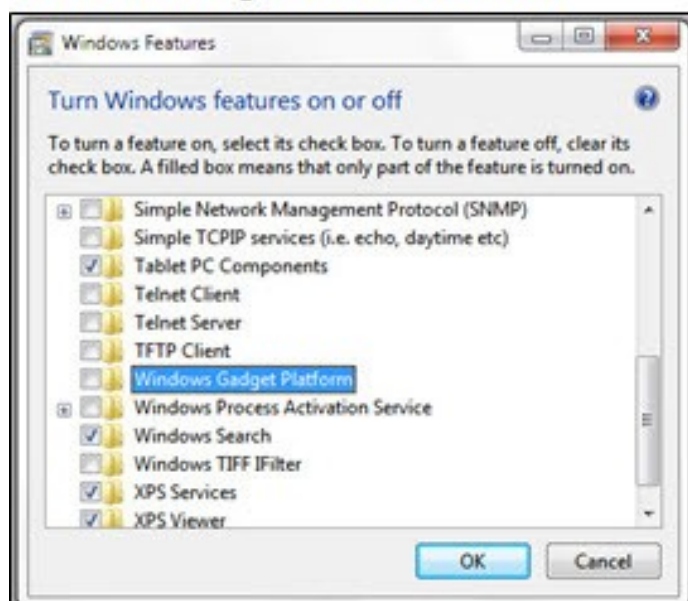 Windows Features
Turn Windows features on or off
To turn a feature on, select its check box. To turn a feature off, clear its
check box. A filled box means that only part of the feature is turned on.
Simple Network Management Protocol (SNMP)
Simple TCPIP services (i.e. echo, daytime etc)
Tablet PC Components
Telnet Client
Telnet Server
TFTP Client
Windows Gadget Platform
Windows Process Activation Service
Windows Search
Windows TIFF IFilter
XPS Services
XPS Viewer
OK Cancel